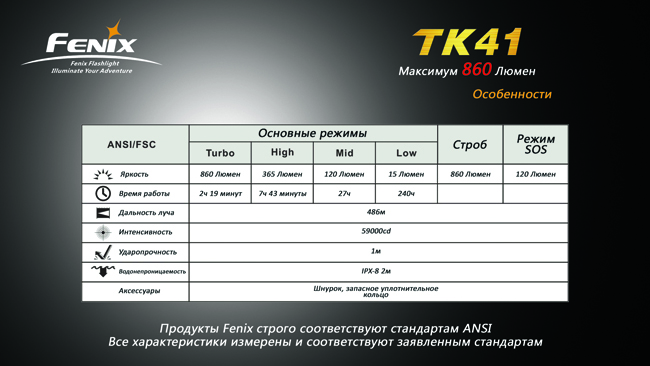 FENIX
Fenix Flashlight
Illuminate Your Adventure
TK41
Максимум 860 Люмен
Особенности
ANSI/FSC
Основные режимы
Строб
Режим
SOS
Turbo High Mid Low
Яркость 860 Люмен 365 Люмен 120 Люмен 15 Люмен 860 Люмен 120 Люмен
Время работы 2ч 19 минут 7ч 43 минуты 27ч 240ч
Дальность луча 486м
Интенсивность 59000cd
Ударопрочность 1м
Водонепроницаемость IPX-8 2м
Аксессуары Шнурок, запасное уплотнительное
кольцо
Продукты Fenix строго соответствуют стандартам ANSI
Все характеристики измерены и соответствуют заявленным стандартам